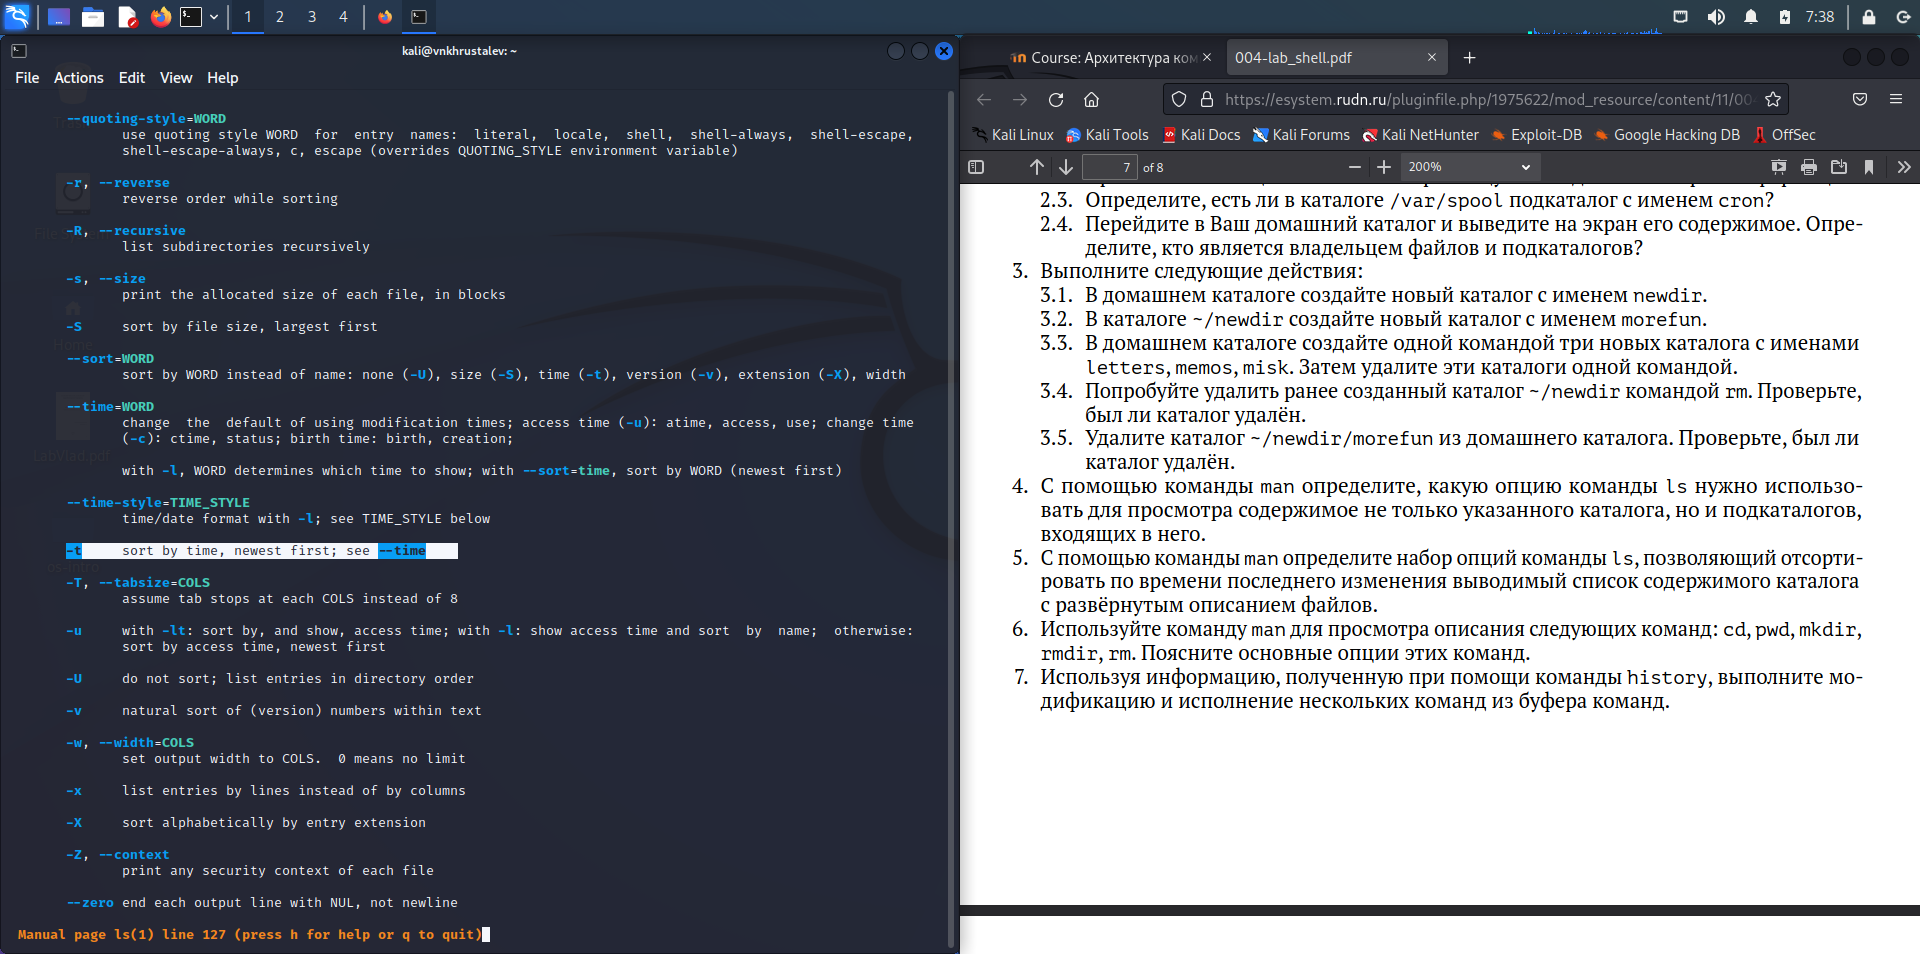 1 2 3 4
7:38
kali@vnkhrustalev: ~
File Actions Edit View Help
--quoting-style=WORD
use quoting style WORD for entry names: literal, locale, shell, shell-always, shell-escape,
shell-escape-always, c, escape (overrides QUOTING_STYLE environment variable)
-r, --reverse
reverse order while sorting
-R, --recursive
list subdirectories recursively
-s, --size
print the allocated size of each file, in blocks
-S sort by file size, largest first
Home
--sort=WORD
sort by WORD instead of name: none (-U), size (-S), time (-t), version (-v), extension (-X), width
--time=WORD
change the default of using modification times; access time (-u): atime, access, use; change time
(-c): ctime, status; birth time: birth, creation;
LabVlad.pdf
with -l, WORD determines which time to show; with --sort=time, sort by WORD (newest first)
--time-style=TIME_STYLE
time/date format with -l; see TIME_STYLE below
-t sort by time, newest first; see --time
os-intro
-T, --tabsize=COLS
assume tab stops at each COLS instead of 8
-u with -lt: sort by, and show, access time; with -l: show access time and sort by name; otherwise:
sort by access time, newest first
-U do not sort; list entries in directory order
-v natural sort of (version) numbers within text
-w, --width=COLS
set output width to COLS. 0 means no limit
-x list entries by lines instead of by columns
-X sort alphabetically by entry extension
-Z, --context
print any security context of each file
--zero end each output line with NUL, not newline
Manual page ls(1) line 127 (press h for help or q to quit)
Course: Архитектура ком
004-lab_shell.pdf
https://esystem.rudn.ru/pluginfile.php/1975622/mod_resource/content/11/00
Kali Linux Kali Tools Kali Docs Kali Forums Kali NetHunter Exploit-DB Google Hacking DB OffSec
7 of 8 200%
2.3. Определите, есть ли в каталоге /var/spool подкаталог с именем cron?
2.4. Перейдите в Ваш домашний каталог и выведите на экран его содержимое. Опре-
делите, кто является владельцем файлов и подкаталогов?
3. Выполните следующие действия:
3.1. В домашнем каталоге создайте новый каталог с именем newdir.
3.2. В каталоге ~/newdir создайте новый каталог с именем morefun.
3.3. В домашнем каталоге создайте одной командой три новых каталога с именами
letters, memos, misk. Затем удалите эти каталоги одной командой.
3.4. Попробуйте удалить ранее созданный каталог ~/newdir командой rm. Проверьте,
был ли каталог удалён.
3.5. Удалите каталог ~/newdir/morefun из домашнего каталога. Проверьте, был ли
каталог удалён.
4. С помощью команды man определите, какую опцию команды ls нужно использо-
вать для просмотра содержимое не только указанного каталога, но и подкаталогов,
входящих в него.
5. С помощью команды man определите набор опций команды ls, позволяющий отсорти-
ровать по времени последнего изменения выводимый список содержимого каталога
с развёрнутым описанием файлов.
6. Используйте команду man для просмотра описания следующих команд: cd, pwd, mkdir,
rmdir, rm. Поясните основные опции этих команд.
7. Используя информацию, полученную при помощи команды history, выполните мо-
дификацию и исполнение нескольких команд из буфера команд.